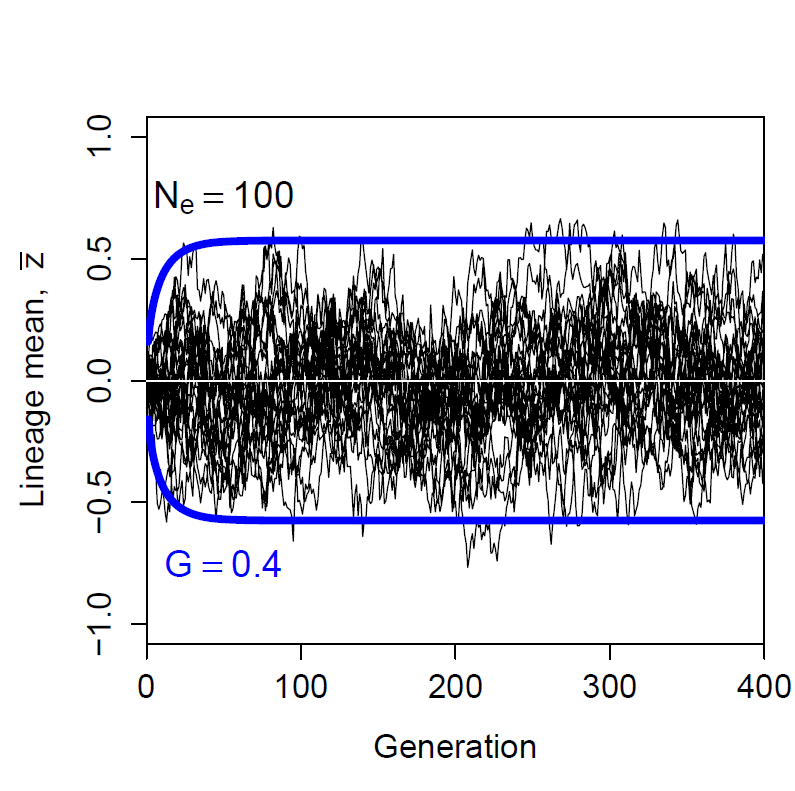 1.0
0.5
0.0
−0.5
−1.0
Lineage mean, z̅
Nₑ = 100
G = 0.4
0 100 200 300 400
Generation